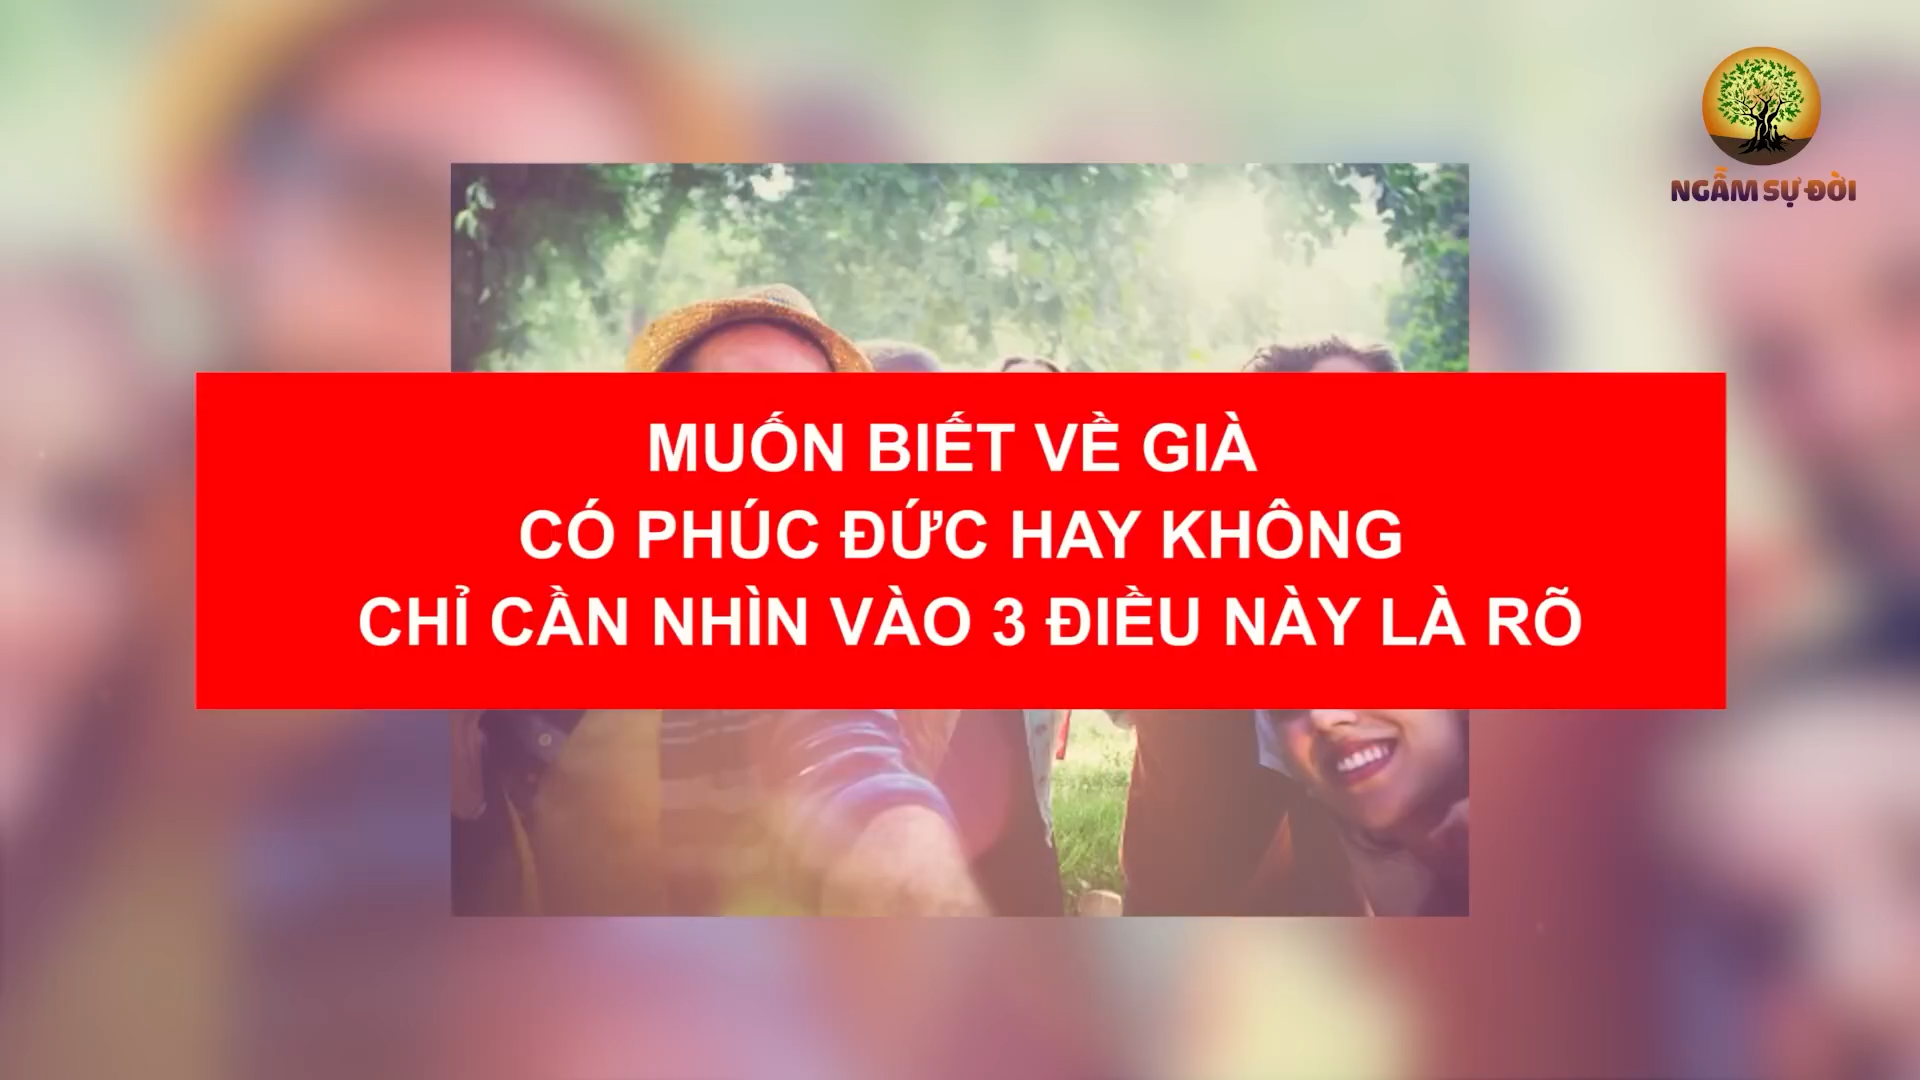 NGẪM SỰ ĐỜI
MUỐN BIẾT VỀ GIÀ
CÓ PHÚC ĐỨC HAY KHÔNG
CHỈ CẦN NHÌN VÀO 3 ĐIỀU NÀY LÀ RÕ